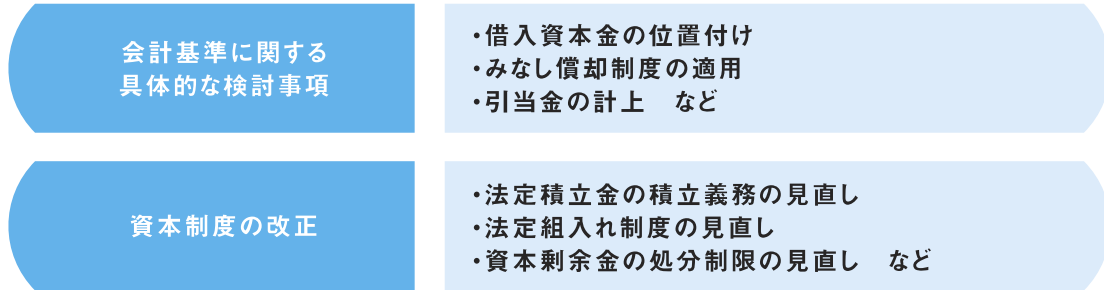 会計基準に関する
具体的な検討事項
・借入資本金の位置付け
・みなし償却制度の適用
・引当金の計上　など
資本制度の改正
・法定積立金の積立義務の見直し
・法定組入れ制度の見直し
・資本剰余金の処分制限の見直し　など